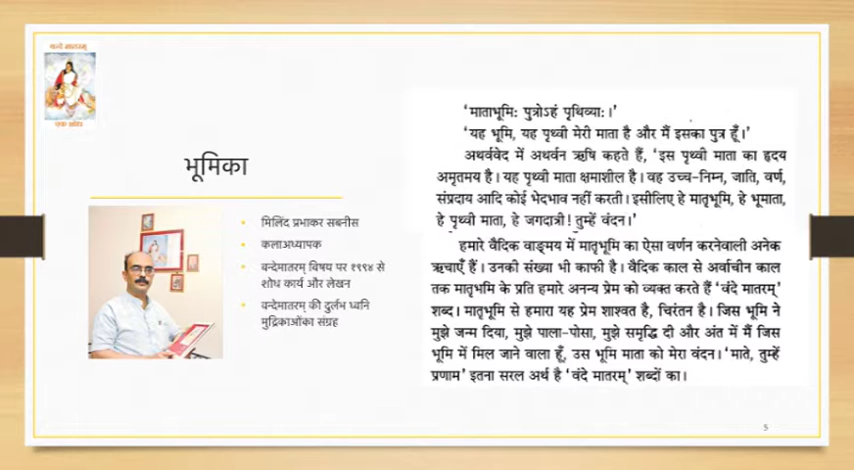 वन्दे मातरम्
भूमिका
मिलिंद प्रभाकर सबनीस
कलाअध्यापक
वन्देमातरम् विषय पर १९९४ से
शोध कार्य और लेखन
वन्देमातरम् की दुर्लभ ध्वनि
मुद्रिकाओंका संग्रह
'माताभूमिः पुत्रोऽहं पृथिव्याः।'
'यह भूमि, यह पृथ्वी मेरी माता है और मैं इसका पुत्र हूँ।'
अथर्ववेद में अथर्वन ऋषि कहते हैं, 'इस पृथ्वी माता का हृदय
अमृतमय है। यह पृथ्वी माता क्षमाशील है। वह उच्च-निम्न, जाति, वर्ण,
संप्रदाय आदि कोई भेदभाव नहीं करती। इसीलिए हे मातृभूमि, हे भूमाता,
हे पृथ्वी माता, हे जगदात्री! तुम्हें वंदन।'
हमारे वैदिक वाङ्मय में मातृभूमि का ऐसा वर्णन करनेवाली अनेक
ऋचाएँ हैं। उनकी संख्या भी काफी है। वैदिक काल से अर्वाचीन काल
तक मातृभमि के प्रति हमारे अनन्य प्रेम को व्यक्त करते हैं 'वंदे मातरम्'
शब्द। मातृभूमि से हमारा यह प्रेम शाश्वत है, चिरंतन है। जिस भूमि ने
मुझे जन्म दिया, मुझे पाला-पोसा, मुझे समृद्धि दी और अंत में मैं जिस
भूमि में मिल जाने वाला हूँ, उस भूमि माता को मेरा वंदन। 'माते, तुम्हें
प्रणाम' इतना सरल अर्थ है 'वंदे मातरम्' शब्दों का।
5